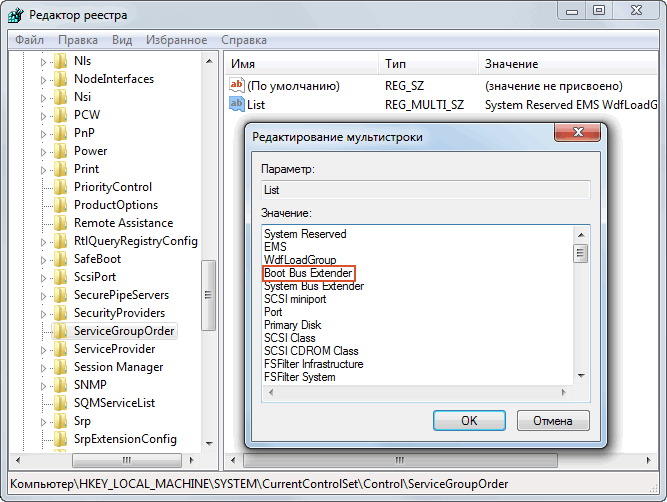 Редактор реестра
Файл Правка Вид Избранное Справка
Nls
NodeInterfaces
Nsi
PCW
PnP
Power
Print
PriorityControl
ProductOptions
Remote Assistance
RtlQueryRegistryConfig
SafeBoot
ScsiPort
SecurePipeServers
SecurityProviders
ServiceGroupOrder
ServiceProvider
Session Manager
SNMP
SQMServiceList
Srp
SrpExtensionConfig
Имя Тип Значение
ab (По умолчанию) REG_SZ (значение не присвоено)
ab List REG_MULTI_SZ System Reserved EMS WdfLoadG
Редактирование мультистроки
Параметр:
List
Значение:
System Reserved
EMS
WdfLoadGroup
Boot Bus Extender
System Bus Extender
SCSI miniport
Port
Primary Disk
SCSI Class
SCSI CDROM Class
FSFilter Infrastructure
FSFilter System
OK Отмена
Компьютер\HKEY_LOCAL_MACHINE\SYSTEM\CurrentControlSet\Control\ServiceGroupOrder